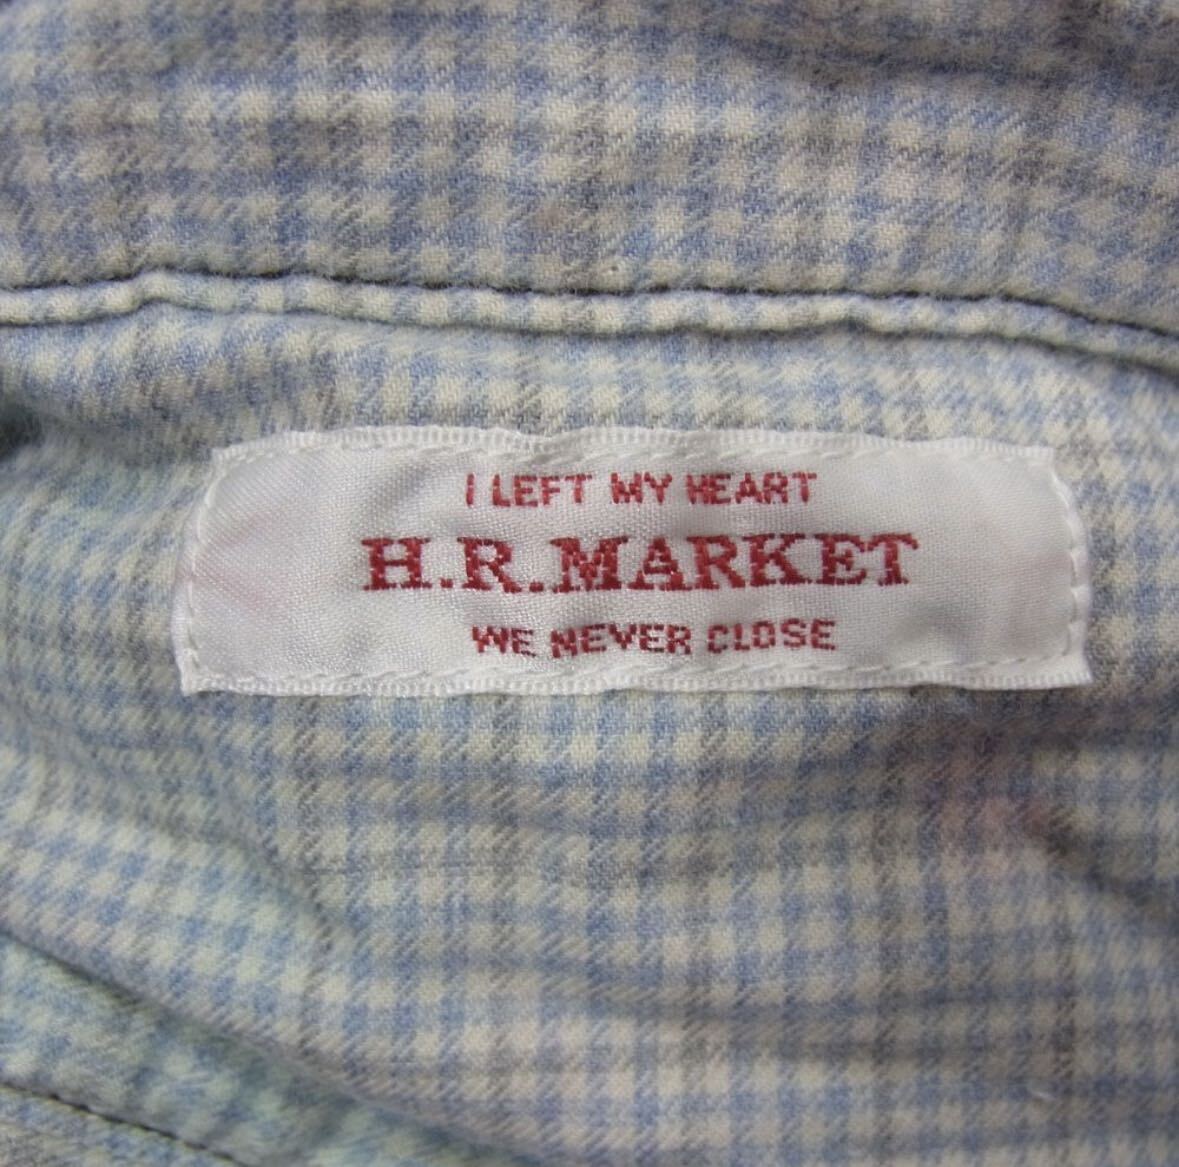 I LEFT MY HEART
H.R.MARKET
WE NEVER CLOSE